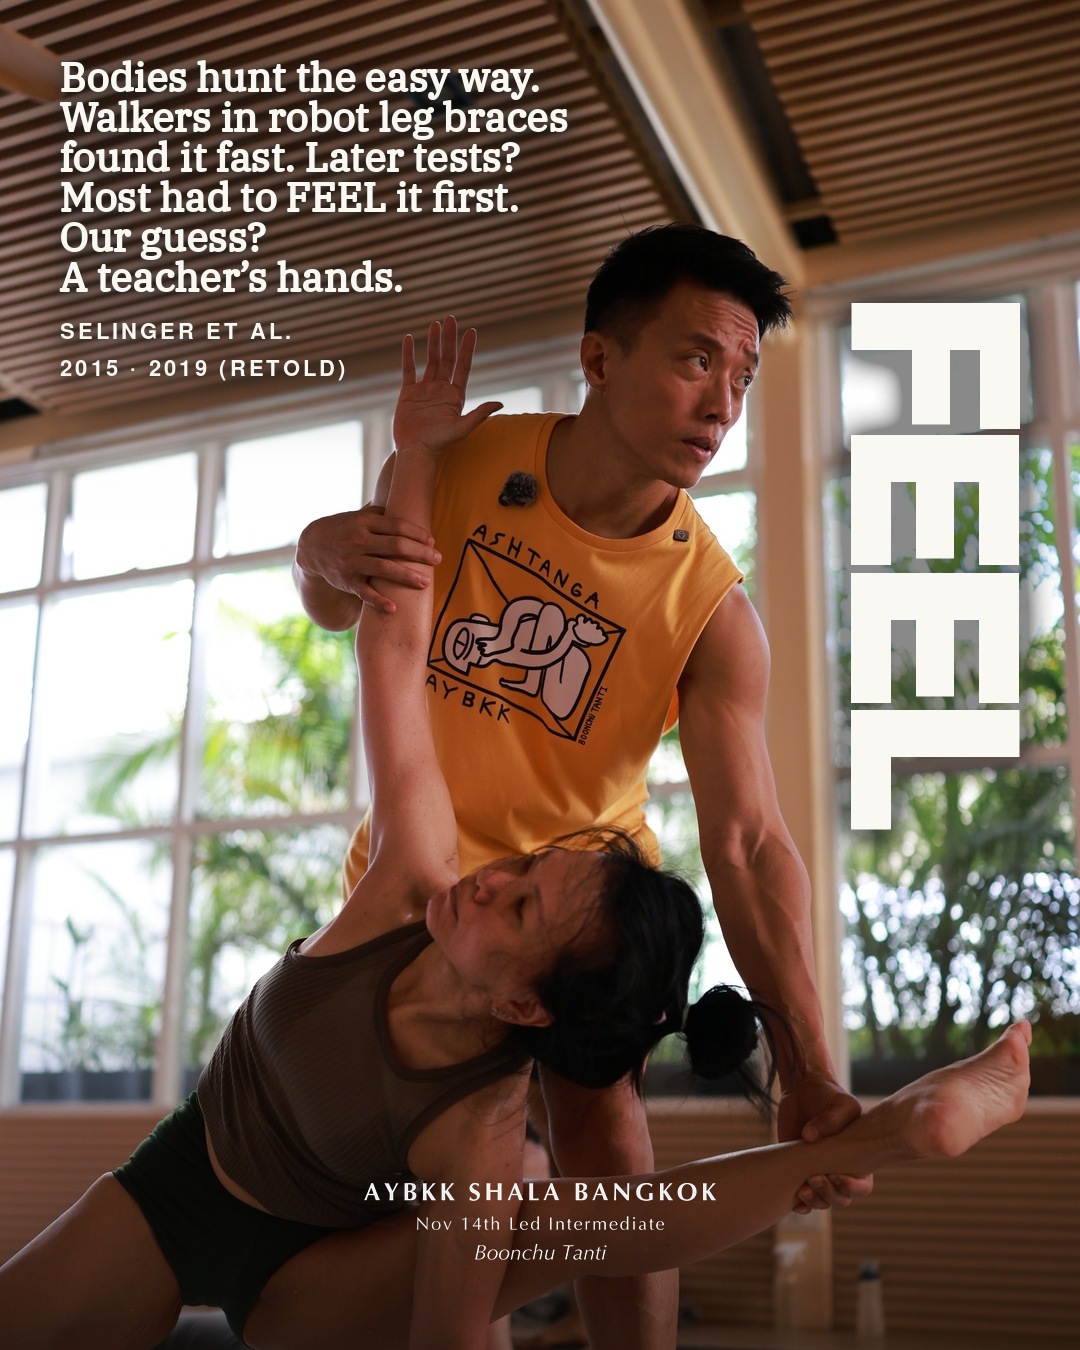 Bodies hunt the easy way.
Walkers in robot leg braces
found it fast. Later tests?
Most had to FEEL it first.
Our guess?
A teacher’s hands.
SELINGER ET AL.
2015 · 2019 (RETOLD)
FEEL
ASHTANGA
AYBKK
BOONCHU TANTI
AYBKK SHALA BANGKOK
Nov 14th Led Intermediate
Boonchu Tanti